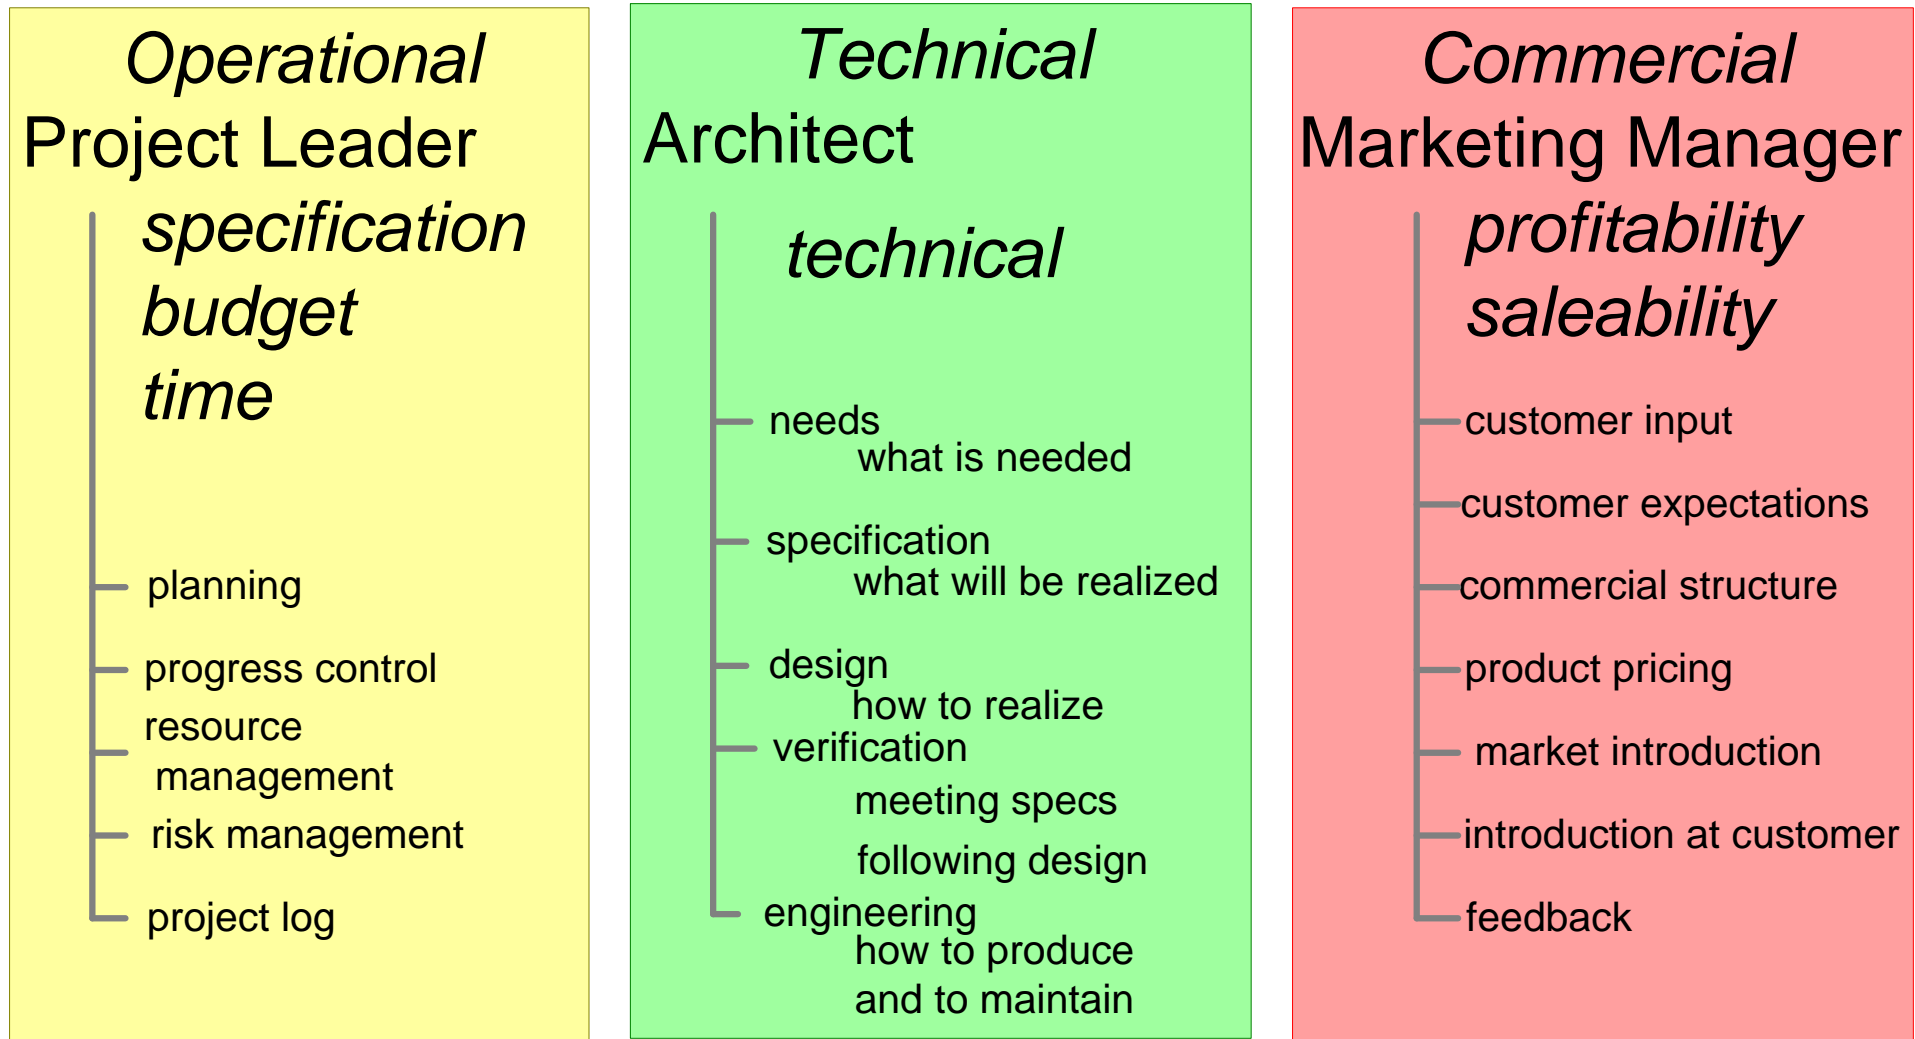 Operational
Project Leader
specification
budget
time
planning
progress control
resource
management
risk management
project log
Technical
Architect
technical
needs
what is needed
specification
what will be realized
design
how to realize
verification
meeting specs
following design
engineering
how to produce
and to maintain
Commercial
Marketing Manager
profitability
saleability
customer input
customer expectations
commercial structure
product pricing
market introduction
introduction at customer
feedback